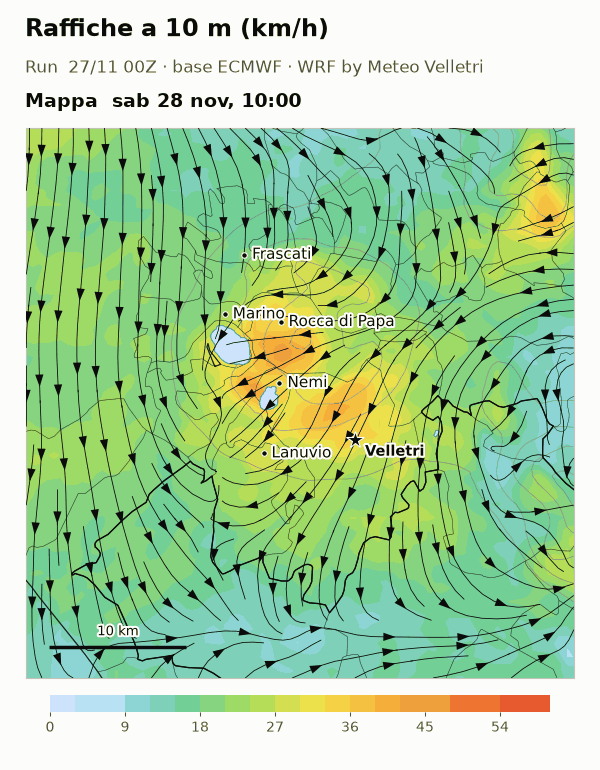 Raffiche a 10 m (km/h)
Run 27/11 00Z · base ECMWF · WRF by Meteo Velletri
Mappa sab 28 nov, 10:00
Frascati
Marino
Rocca di Papa
Nemi
Velletri
Lanuvio
10 km
0 9 18 27 36 45 54